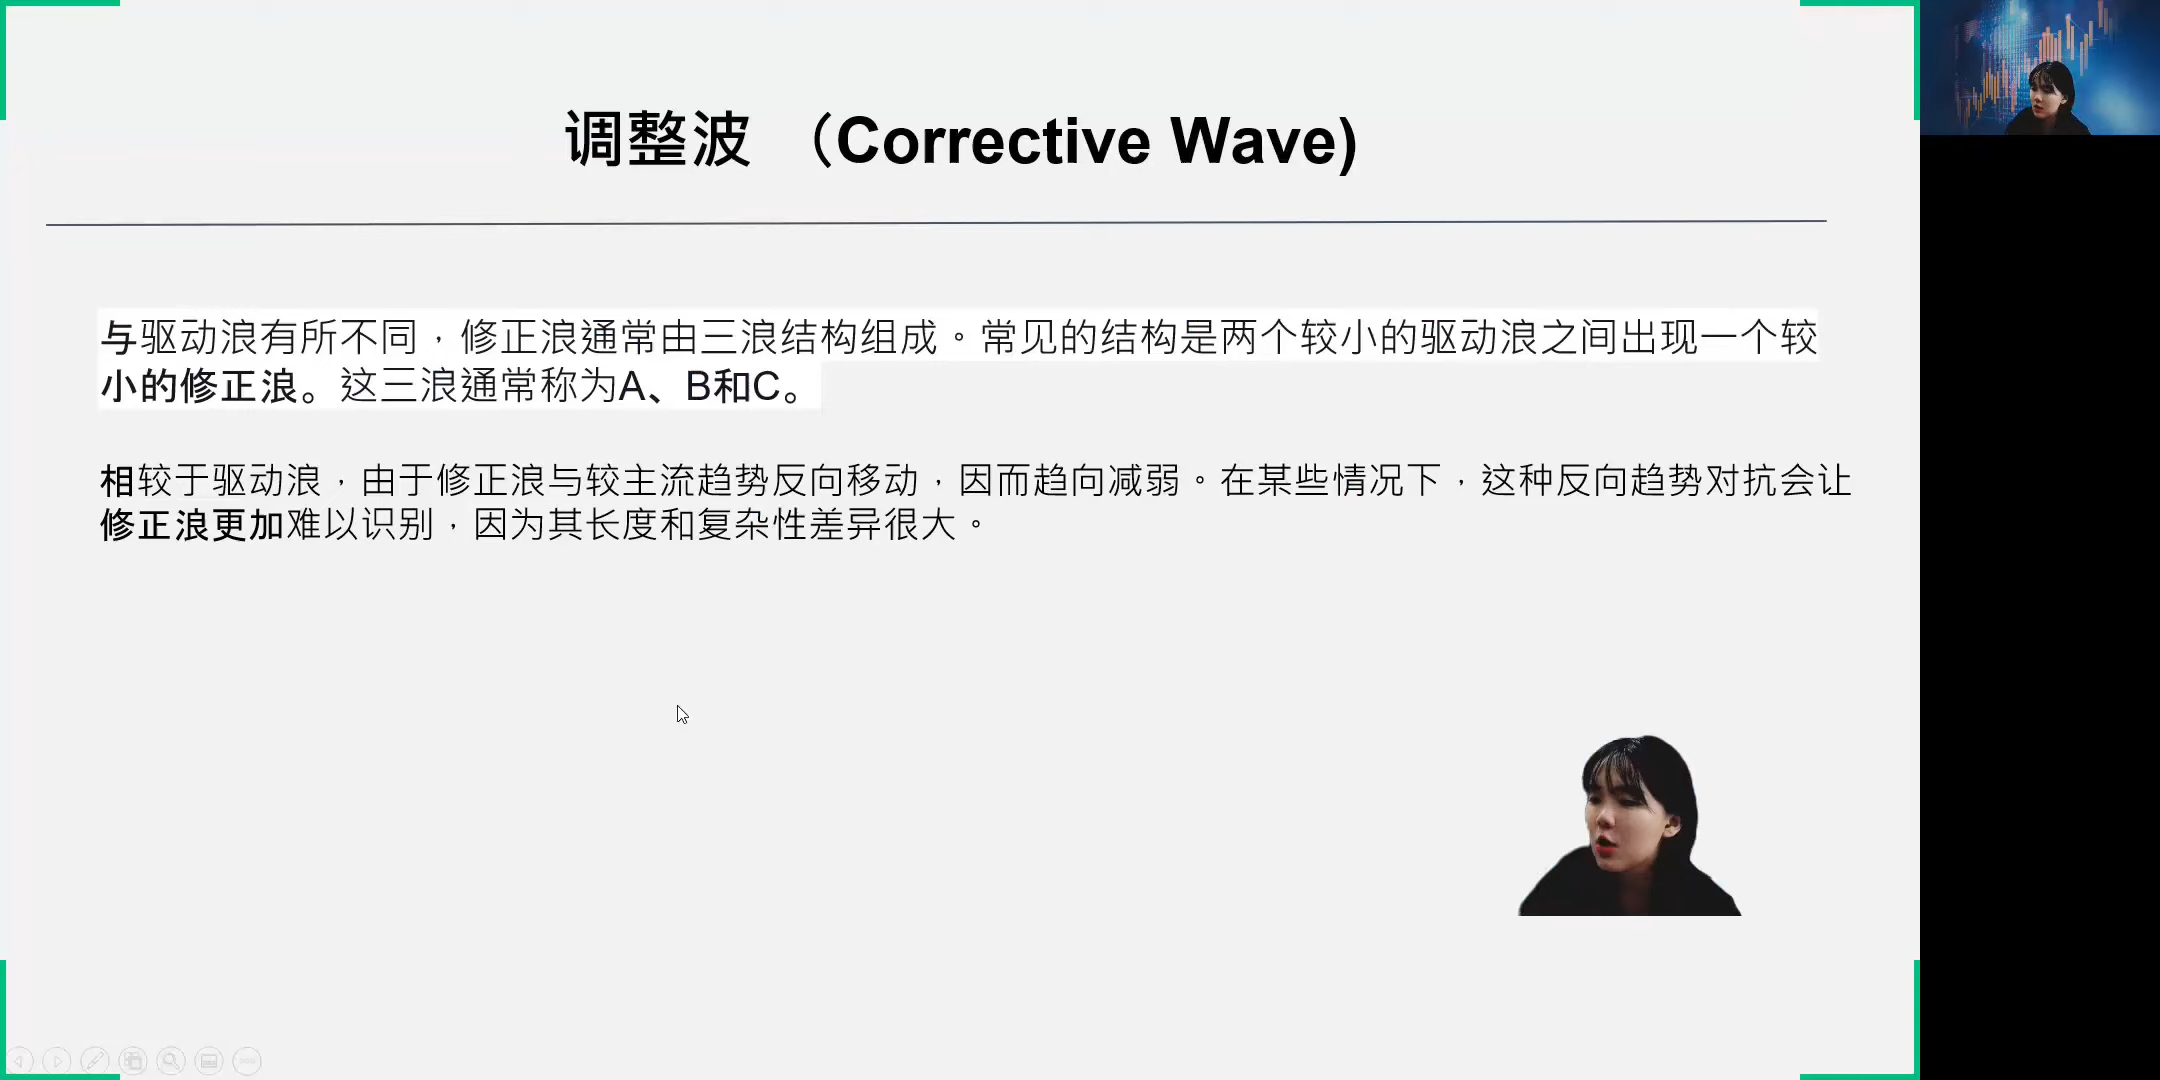 调整波 （Corrective Wave)
与驱动浪有所不同，修正浪通常由三浪结构组成。常见的结构是两个较小的驱动浪之间出现一个较
小的修正浪。这三浪通常称为A、B和C。
相较于驱动浪，由于修正浪与较主流趋势反向移动，因而趋向减弱。在某些情况下，这种反向趋势对抗会让
修正浪更加难以识别，因为其长度和复杂性差异很大。